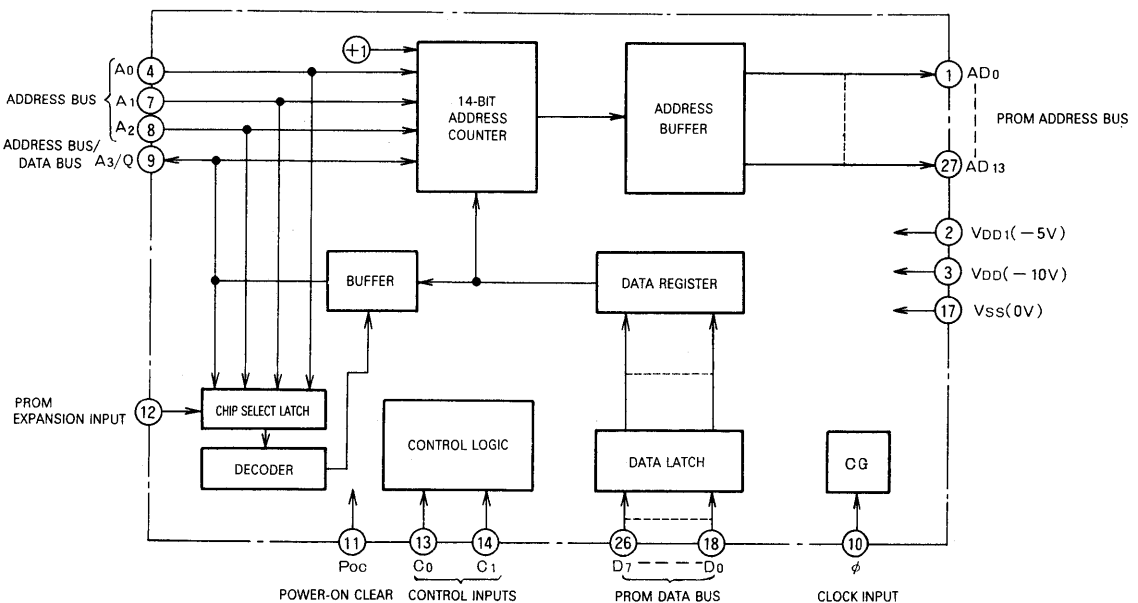 +1
A0 4
A1 7
ADDRESS BUS
A2 8
ADDRESS BUS/
DATA BUS A3/Q 9
14-BIT
ADDRESS
COUNTER
ADDRESS
BUFFER
1 AD0
PROM ADDRESS BUS
27 AD13
2 VDD1(−5V)
3 VDD(−10V)
17 VSS(0V)
BUFFER
DATA REGISTER
PROM
EXPANSION INPUT 12
CHIP SELECT LATCH
DECODER
CONTROL LOGIC
DATA LATCH
CG
11 13 14 26 18 10
POC C0 C1 D7 D0 φ
POWER-ON CLEAR CONTROL INPUTS PROM DATA BUS CLOCK INPUT